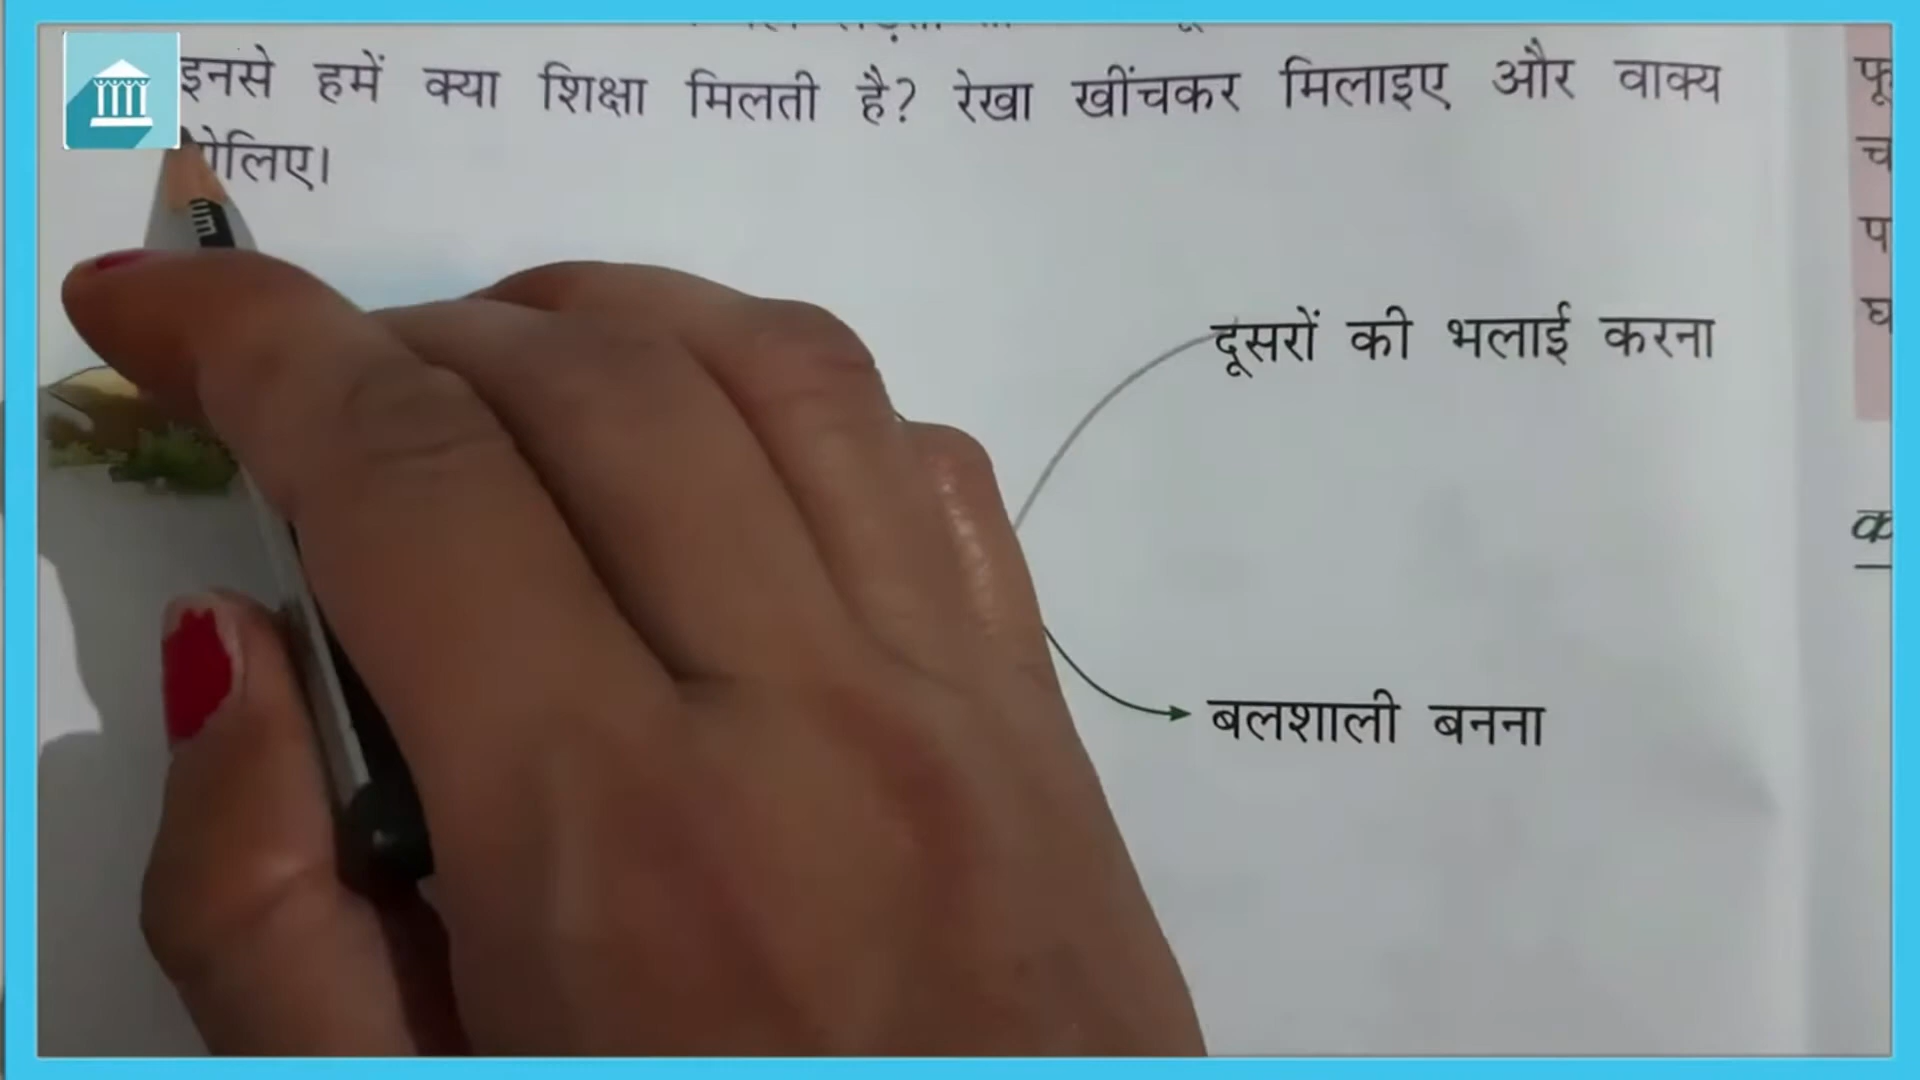 इनसे हमें क्या शिक्षा मिलती है? रेखा खींचकर मिलाइए और वाक्य
दूसरों की भलाई करना
बलशाली बनना